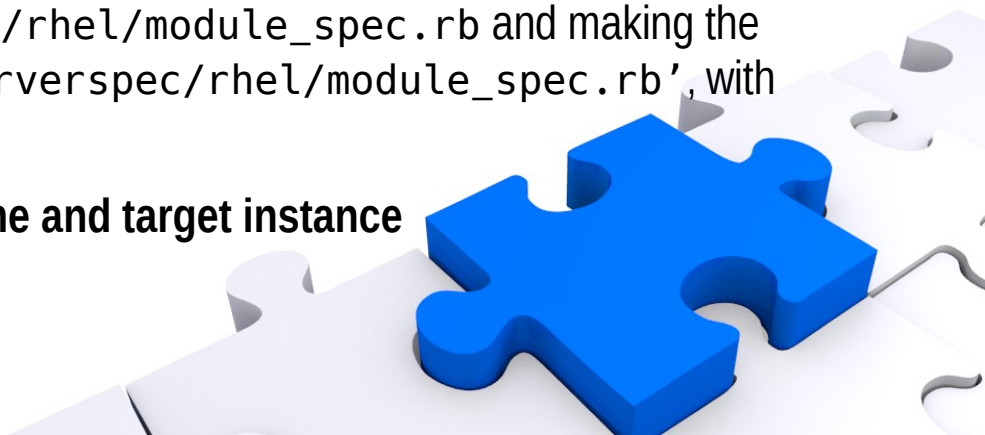 /rhel/module_spec.rb and making the
rverspec/rhel/module_spec.rb’, with
ne and target instance